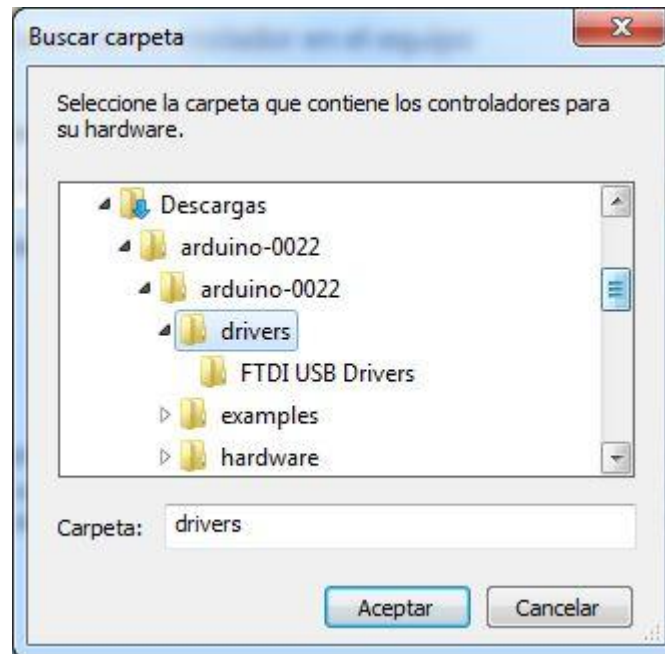 Buscar carpeta
Seleccione la carpeta que contiene los controladores para
su hardware.
Descargas
arduino-0022
arduino-0022
drivers
FTDI USB Drivers
examples
hardware
Carpeta: drivers
Aceptar Cancelar